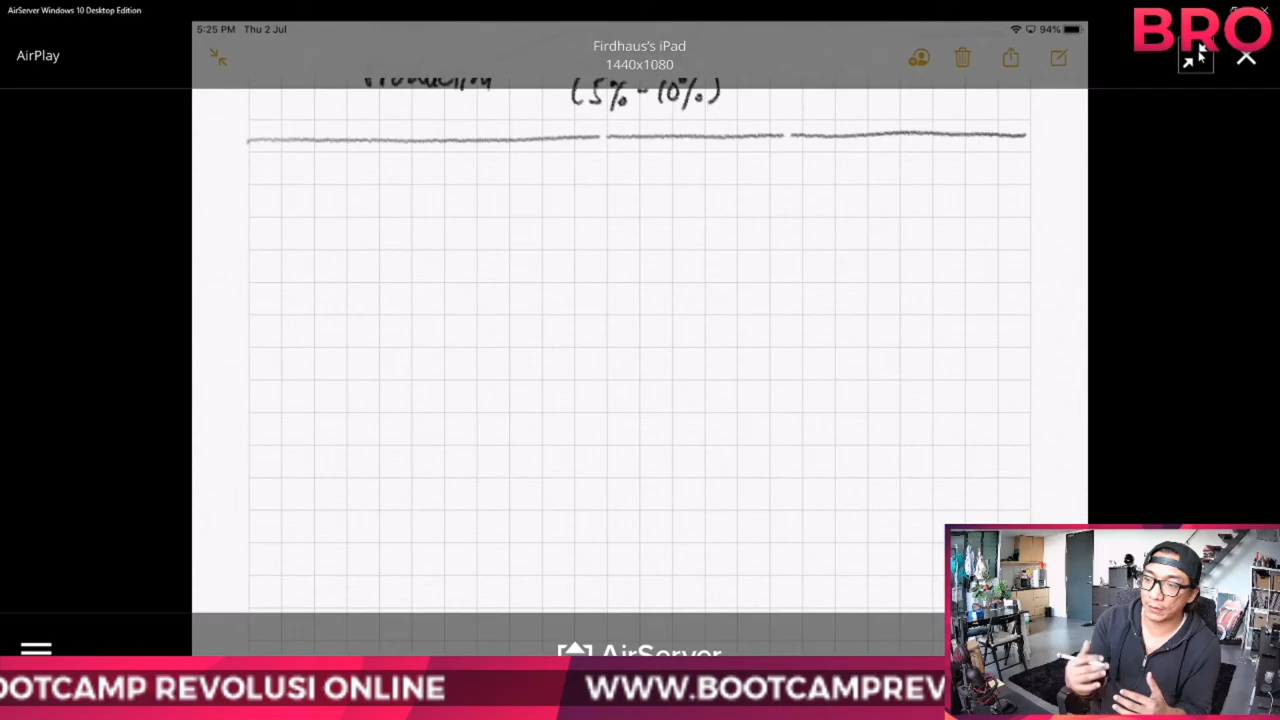 AirServer Windows 10 Desktop Edition
BRO
5:25 PM Thu 2 Jul
94%
AirPlay
Firdhaus's iPad
1440x1080
(5% - 10%)
AirServer
OOTCAMP REVOLUSI ONLINE
WWW.BOOTCAMPREV